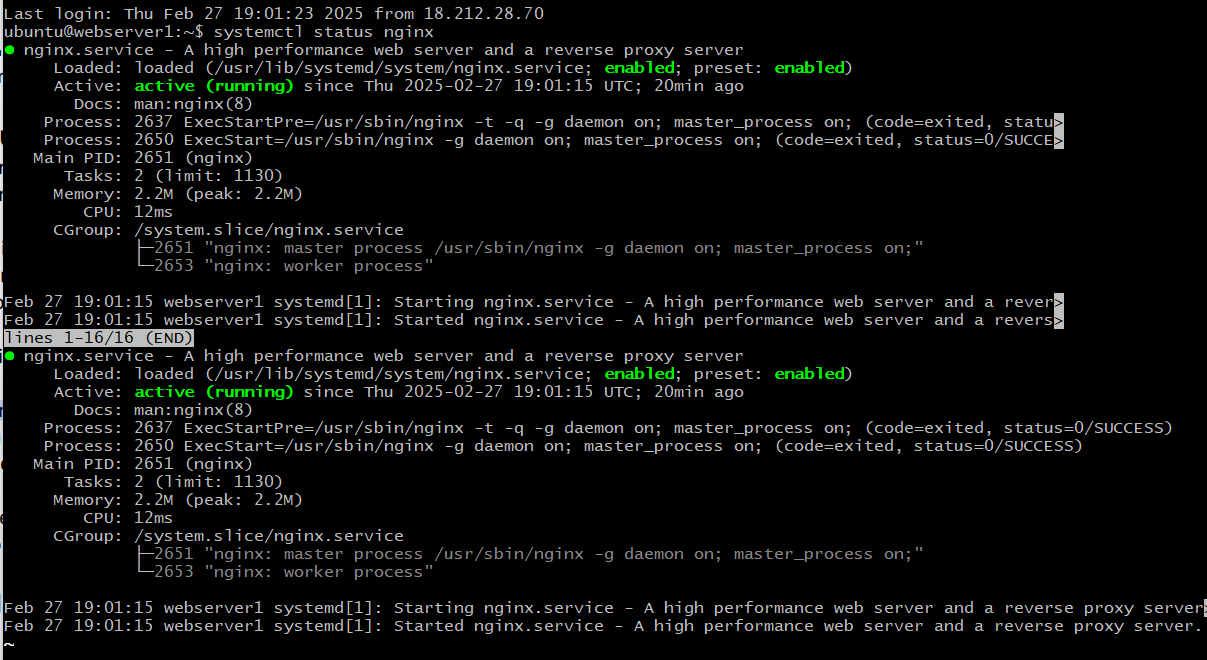 Last login: Thu Feb 27 19:01:23 2025 from 18.212.28.70
ubuntu@webserver1:~$ systemctl status nginx
● nginx.service - A high performance web server and a reverse proxy server
     Loaded: loaded (/usr/lib/systemd/system/nginx.service; enabled; preset: enabled)
     Active: active (running) since Thu 2025-02-27 19:01:15 UTC; 20min ago
       Docs: man:nginx(8)
    Process: 2637 ExecStartPre=/usr/sbin/nginx -t -q -g daemon on; master_process on; (code=exited, statu>
    Process: 2650 ExecStart=/usr/sbin/nginx -g daemon on; master_process on; (code=exited, status=0/SUCCE>
   Main PID: 2651 (nginx)
      Tasks: 2 (limit: 1130)
     Memory: 2.2M (peak: 2.2M)
        CPU: 12ms
     CGroup: /system.slice/nginx.service
             ├─2651 "nginx: master process /usr/sbin/nginx -g daemon on; master_process on;"
             └─2653 "nginx: worker process"

Feb 27 19:01:15 webserver1 systemd[1]: Starting nginx.service - A high performance web server and a rever>
Feb 27 19:01:15 webserver1 systemd[1]: Started nginx.service - A high performance web server and a revers>
lines 1-16/16 (END)
● nginx.service - A high performance web server and a reverse proxy server
     Loaded: loaded (/usr/lib/systemd/system/nginx.service; enabled; preset: enabled)
     Active: active (running) since Thu 2025-02-27 19:01:15 UTC; 20min ago
       Docs: man:nginx(8)
    Process: 2637 ExecStartPre=/usr/sbin/nginx -t -q -g daemon on; master_process on; (code=exited, status=0/SUCCESS)
    Process: 2650 ExecStart=/usr/sbin/nginx -g daemon on; master_process on; (code=exited, status=0/SUCCESS)
   Main PID: 2651 (nginx)
      Tasks: 2 (limit: 1130)
     Memory: 2.2M (peak: 2.2M)
        CPU: 12ms
     CGroup: /system.slice/nginx.service
             ├─2651 "nginx: master process /usr/sbin/nginx -g daemon on; master_process on;"
             └─2653 "nginx: worker process"

Feb 27 19:01:15 webserver1 systemd[1]: Starting nginx.service - A high performance web server and a reverse proxy server>
Feb 27 19:01:15 webserver1 systemd[1]: Started nginx.service - A high performance web server and a reverse proxy server.
~